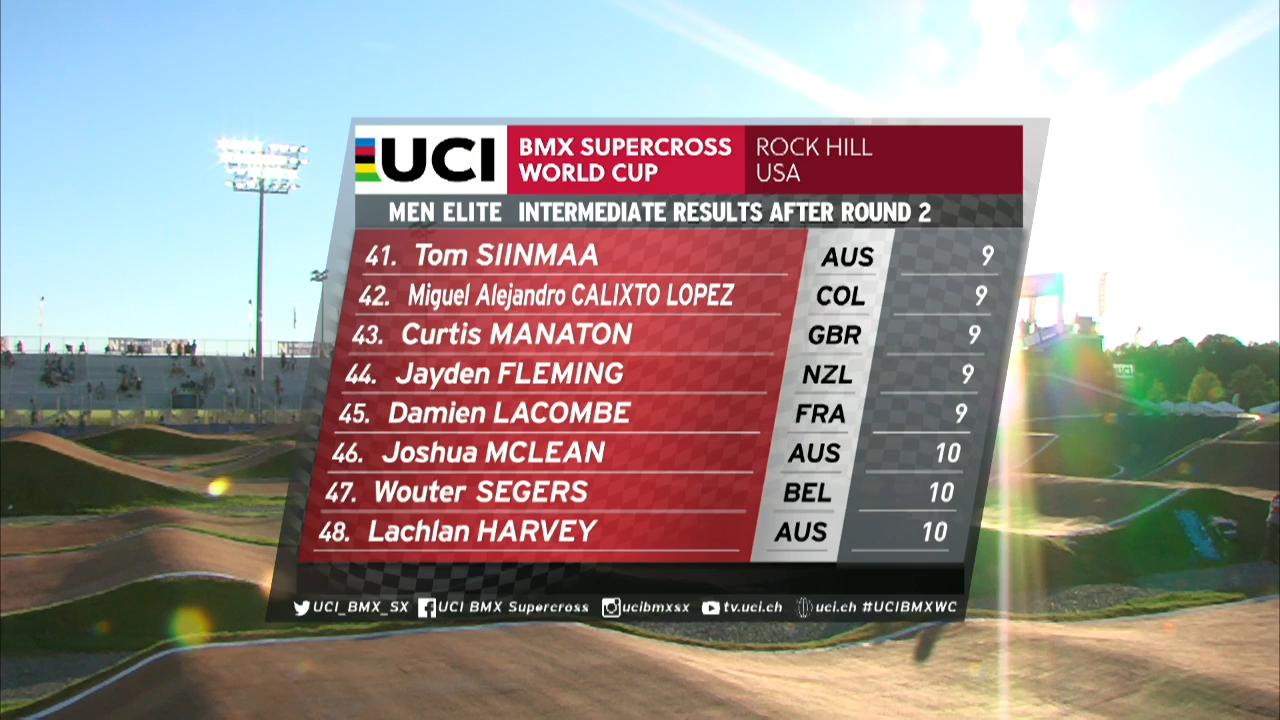 UCI
BMX SUPERCROSS
WORLD CUP
ROCK HILL
USA
MEN ELITE INTERMEDIATE RESULTS AFTER ROUND 2
41. Tom SIINMAA AUS 9
42. Miguel Alejandro CALIXTO LOPEZ COL 9
43. Curtis MANATON GBR 9
44. Jayden FLEMING NZL 9
45. Damien LACOMBE FRA 9
46. Joshua MCLEAN AUS 10
47. Wouter SEGERS BEL 10
48. Lachlan HARVEY AUS 10
UCI_BMX_SX UCI BMX Supercross ucibmxsx tv.uci.ch uci.ch #UCIBMXWC
UCI